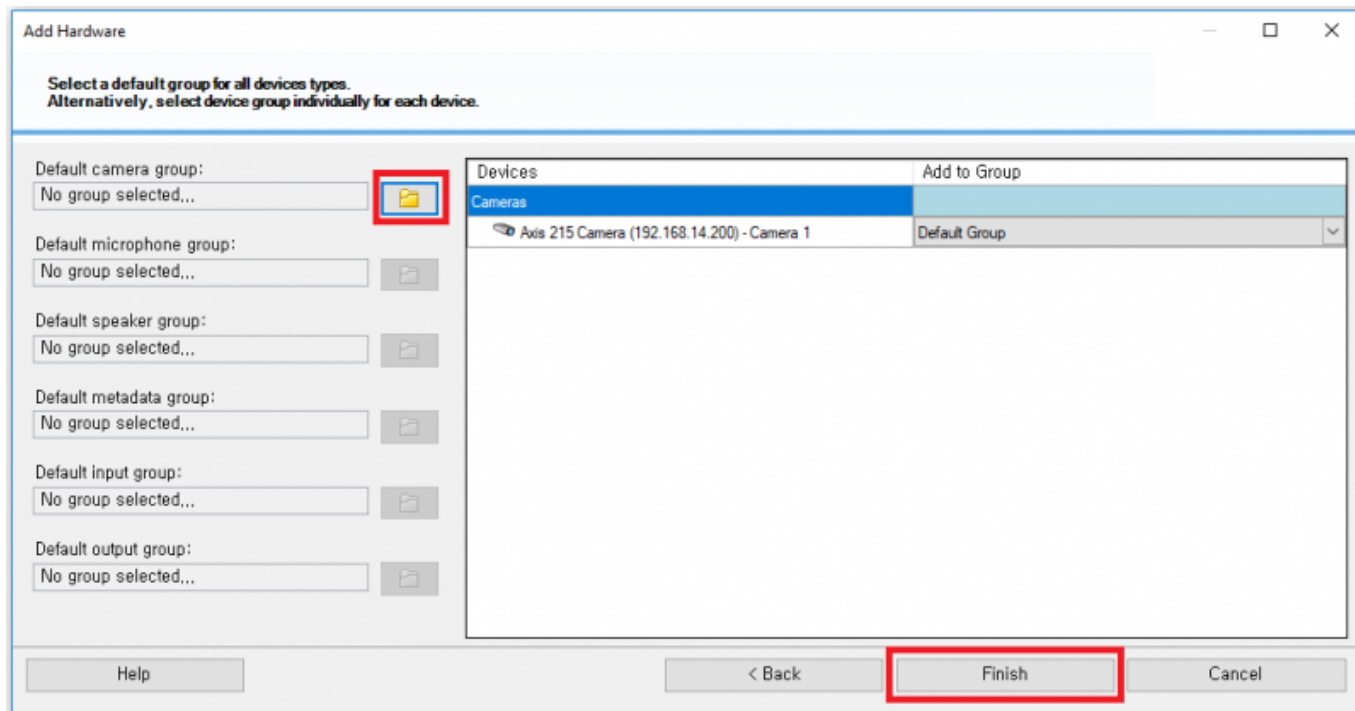 Add Hardware
Select a default group for all devices types.
Alternatively, select device group individually for each device.
Default camera group:
No group selected,,,
Default microphone group:
No group selected,,,
Default speaker group:
No group selected,,,
Default metadata group:
No group selected,,,
Default input group:
No group selected,,,
Default output group:
No group selected,,,
Devices Add to Group
Cameras
Axis 215 Camera (192.168.14.200) - Camera 1 Default Group
Help < Back Finish Cancel